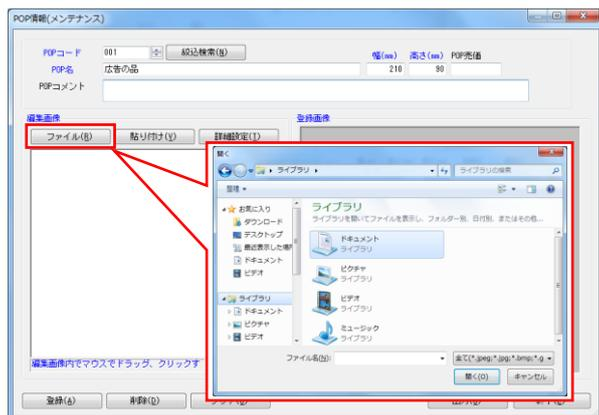 POP情報(メンテナンス)
POPコード 001 絞込検索(N) 幅(mm) 高さ(mm) POP売価
POP名 広告の品 210 90
POPコメント
編集画像 登録画像
ファイル(R) 貼り付け(V) 詳細設定(I)
開く
ライブラリ ライブラリの検索
整理
お気に入り
ダウンロード
デスクトップ
最近表示した場所
ドキュメント
ビデオ
ライブラリ
ドキュメント
ピクチャ
ビデオ
ライブラリ
ライブラリを開いてファイルを表示し、フォルダー別、日付別、またはその他...
ドキュメント
ライブラリ
ピクチャ
ライブラリ
ビデオ
ライブラリ
ミュージック
ライブラリ
ファイル名(N): 全て(*.jpeg;*.jpg;*.bmp;*.g
開く(O) キャンセル
編集画像内でマウスでドラッグ、クリックす
登録(A) 削除(D)